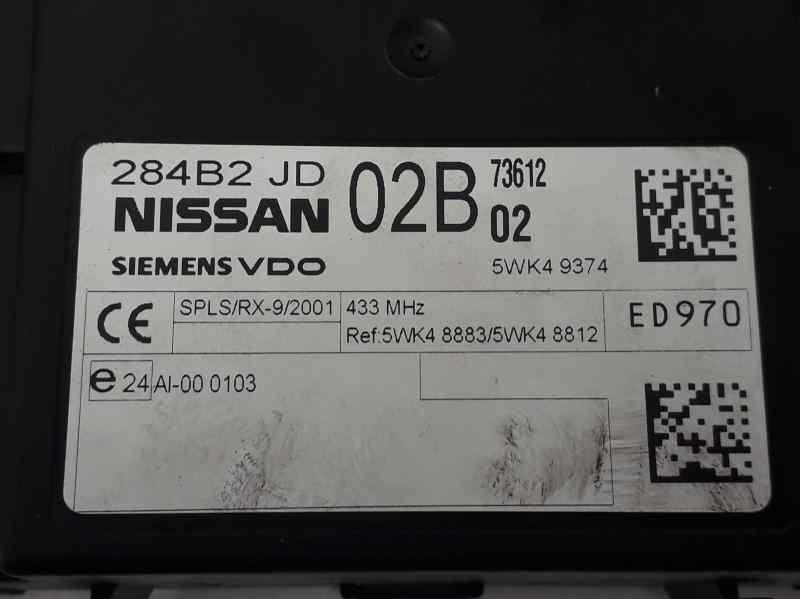 284B2 JD 02B 73612
NISSAN 02
SIEMENS VDO 5WK4 9374
CE SPLS/RX-9/2001 433 MHz ED970
Ref:5WK4 8883/5WK4 8812
e 24 AI-00 0103